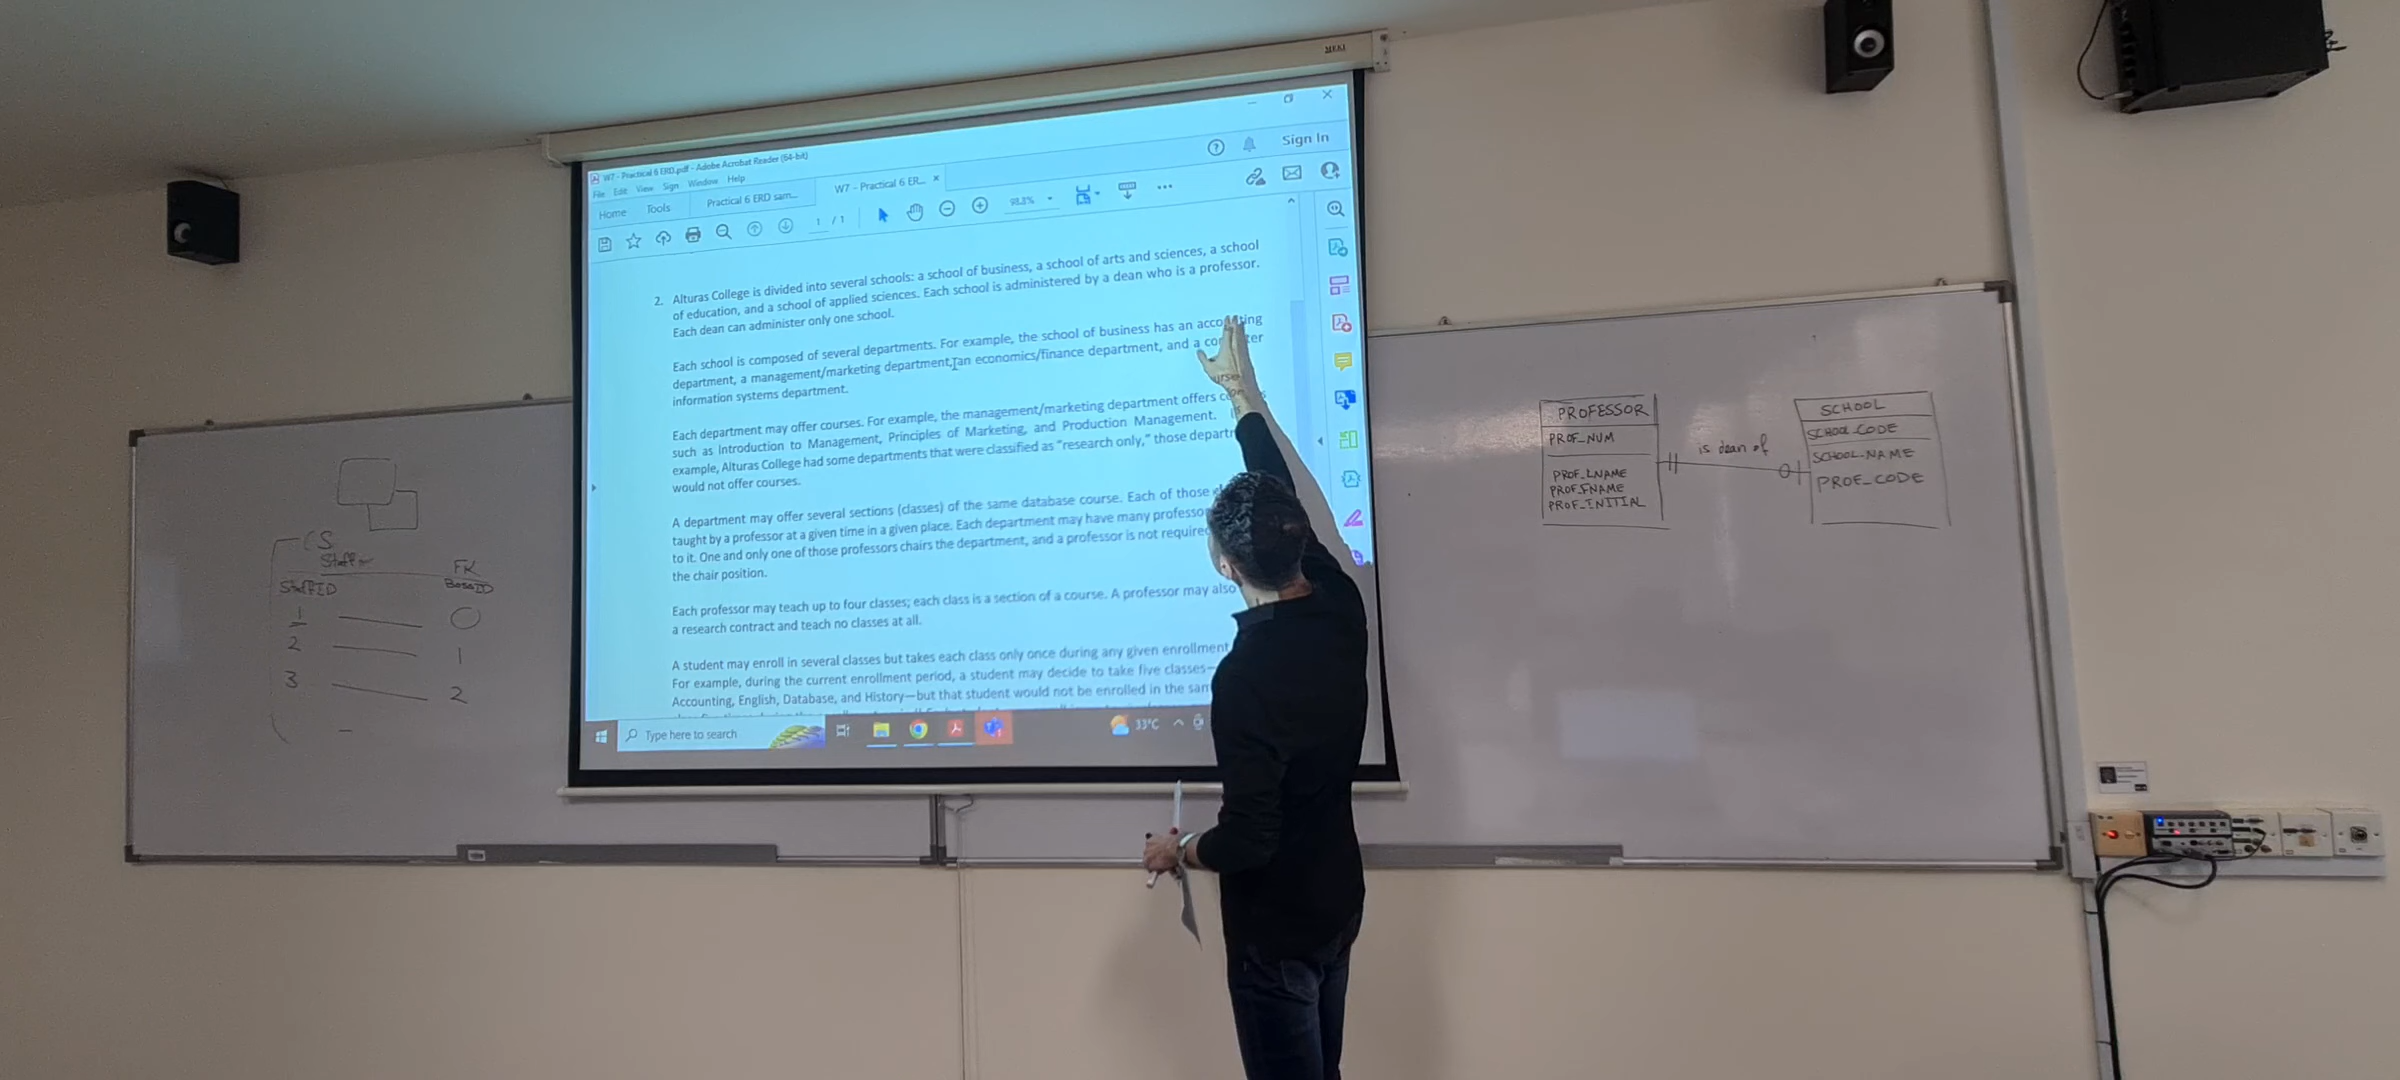 W7 - Practical 6 ERD.pdf - Adobe Acrobat Reader (64-bit)
File Edit View Sign Window Help
Home Tools Practical 6 ERD sam... W7 - Practical 6 ER... × Sign In
1 / 1 98.3%
2. Alturas College is divided into several schools: a school of business, a school of arts and sciences, a school
of education, and a school of applied sciences. Each school is administered by a dean who is a professor.
Each dean can administer only one school.
Each school is composed of several departments. For example, the school of business has an accounting
department, a management/marketing department, an economics/finance department, and a computer
information systems department.
Each department may offer courses. For example, the management/marketing department offers
such as Introduction to Management, Principles of Marketing, and Production Management.
example, Alturas College had some departments that were classified as "research only," those
would not offer courses.
A department may offer several sections (classes) of the same database course. Each of those
taught by a professor at a given time in a given place. Each department may have many
to it. One and only one of those professors chairs the department, and a professor is not
the chair position.
Each professor may teach up to four classes; each class is a section of a course. A professor may also
a research contract and teach no classes at all.
A student may enroll in several classes but takes each class only once during any given enrollment
For example, during the current enrollment period, a student may decide to take five classes—
Accounting, English, Database, and History—but that student would not be enrolled in the
Type here to search 33°C
StaffID FK BossID
1 0
2 1
3 2
PROFESSOR
PROF_NUM
PROF_LNAME
PROF_FNAME
PROF_INITIAL
is dean of
SCHOOL
SCHOOL_CODE
SCHOOL_NAME
PROF_CODE